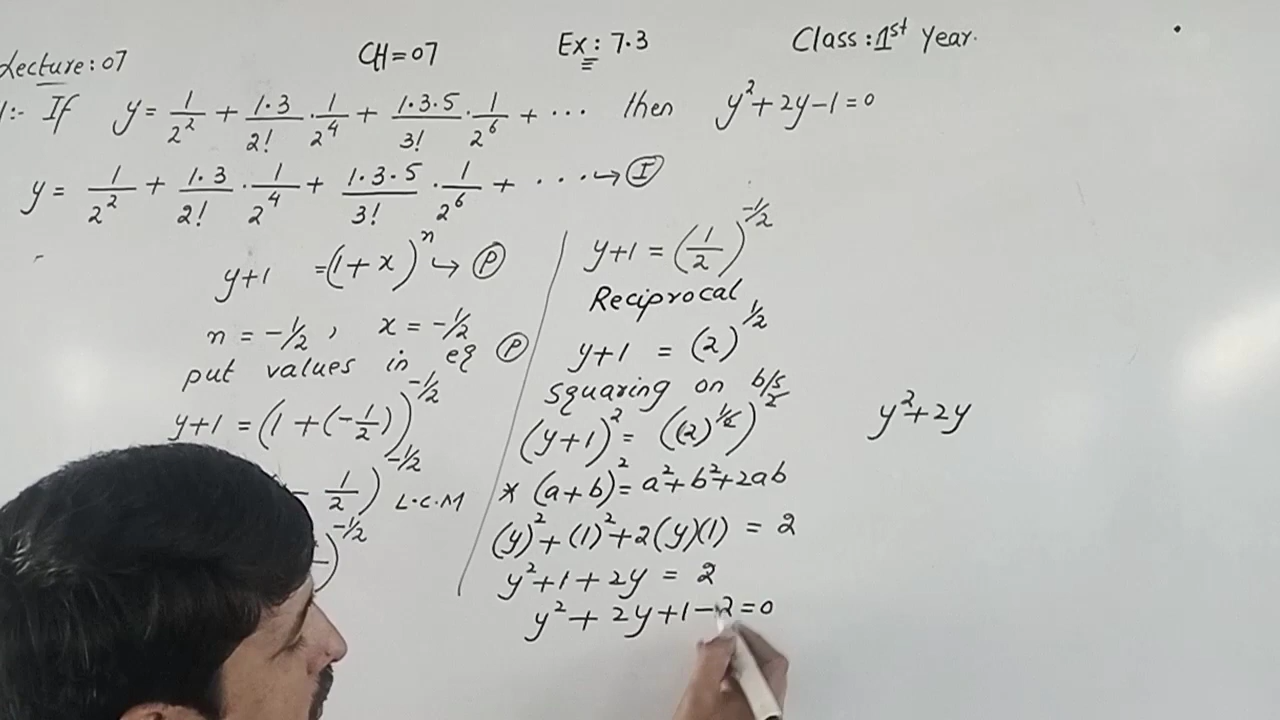 Lecture: 07 CH=07 Ex: 7.3 Class: 1st Year.
1:- If y = 1/2² + 1·3/2! · 1/2⁴ + 1·3·5/3! · 1/2⁶ + ··· then y²+2y-1=0
y = 1/2² + 1·3/2! · 1/2⁴ + 1·3·5/3! · 1/2⁶ + ··· → Ⓘ
y+1 = (1+x)ⁿ → Ⓟ
n = -1/2 , x = -1/2
put values in eq Ⓟ
y+1 = (1+(-1/2))^-1/2
- 1/2)^-1/2 L.C.M
)^-1/2
y+1 = (1/2)^-1/2
Reciprocal
y+1 = (2)^1/2
squaring on b/s
(y+1)² = ((2)^1/2)²
* (a+b)² = a²+b²+2ab
(y)²+(1)²+2(y)(1) = 2
y²+1+2y = 2
y²+2y+1-2=0
y²+2y